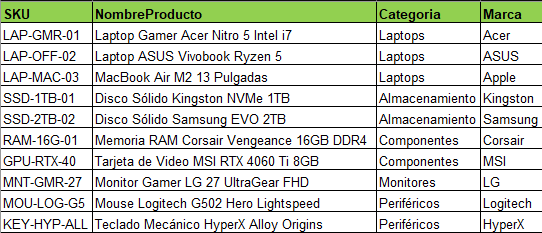 SKU NombreProducto Categoria Marca
LAP-GMR-01 Laptop Gamer Acer Nitro 5 Intel i7 Laptops Acer
LAP-OFF-02 Laptop ASUS Vivobook Ryzen 5 Laptops ASUS
LAP-MAC-03 MacBook Air M2 13 Pulgadas Laptops Apple
SSD-1TB-01 Disco Sólido Kingston NVMe 1TB Almacenamiento Kingston
SSD-2TB-02 Disco Sólido Samsung EVO 2TB Almacenamiento Samsung
RAM-16G-01 Memoria RAM Corsair Vengeance 16GB DDR4 Componentes Corsair
GPU-RTX-40 Tarjeta de Video MSI RTX 4060 Ti 8GB Componentes MSI
MNT-GMR-27 Monitor Gamer LG 27 UltraGear FHD Monitores LG
MOU-LOG-G5 Mouse Logitech G502 Hero Lightspeed Periféricos Logitech
KEY-HYP-ALL Teclado Mecánico HyperX Alloy Origins Periféricos HyperX